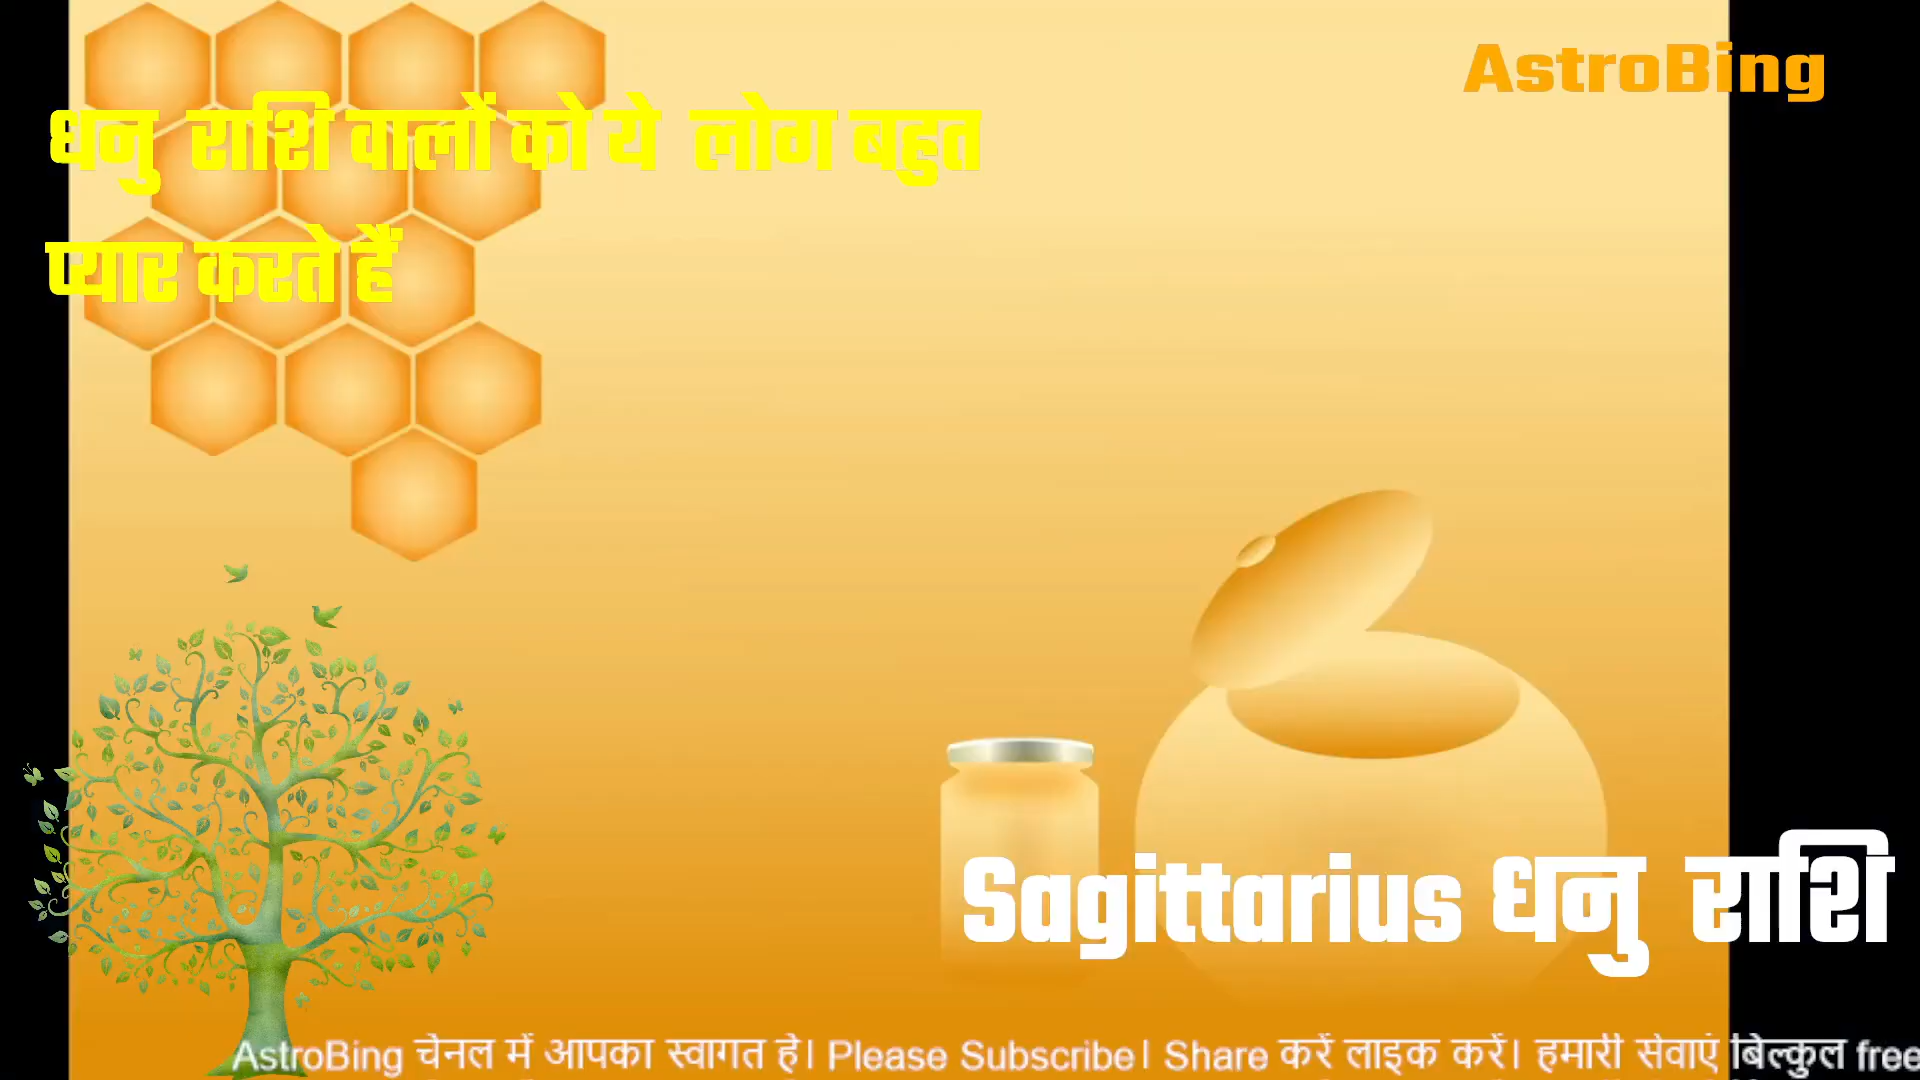 AstroBing
धनु राशि वालों को ये लोग बहुत
प्यार करते हैं
Sagittarius धनु राशि
AstroBing चेनल में आपका स्वागत हे। Please Subscribe। Share करें लाइक करें। हमारी सेवाएं बिल्कुल free